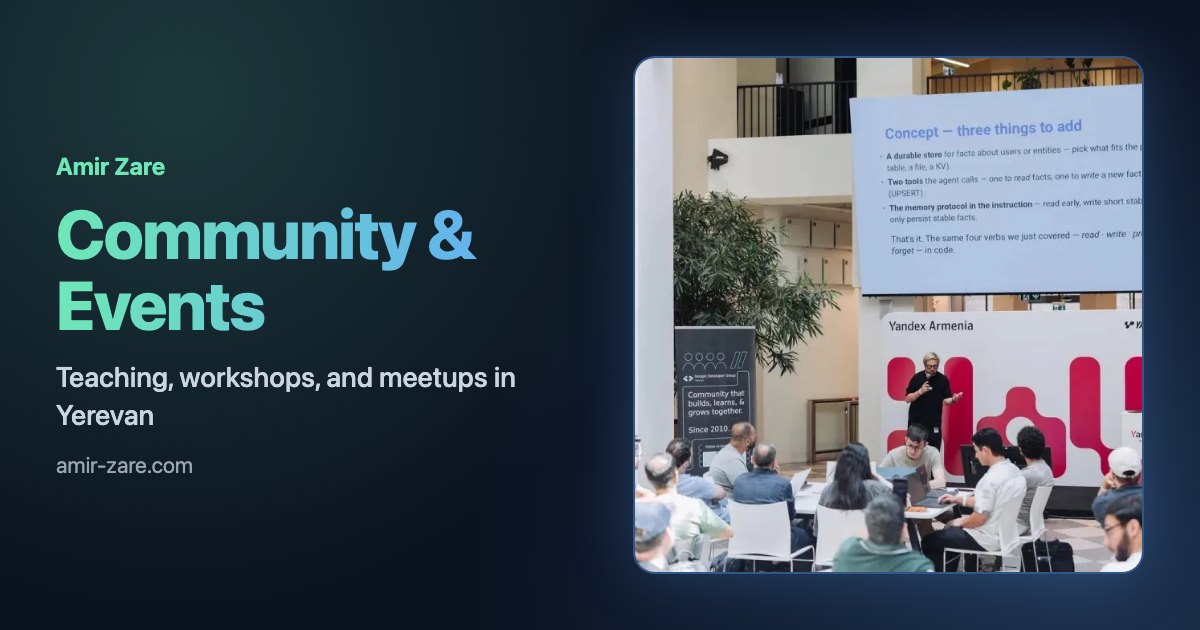 Amir Zare
Community &
Events
Teaching, workshops, and meetups in
Yerevan
amir-zare.com
Concept — three things to add
· A durable store for facts about users or entities — pick what fits the
table, a file, a KV).
· Two tools the agent calls — one to read facts, one to write a new fact
(UPSERT).
· The memory protocol in the instruction — read early, write short
only persist stable facts.
That's it. The same four verbs we just covered — read · write ·
forget — in code.
Yandex Armenia
Google Developer Group
Community that
builds, learns, &
grows together.
Since 2010.